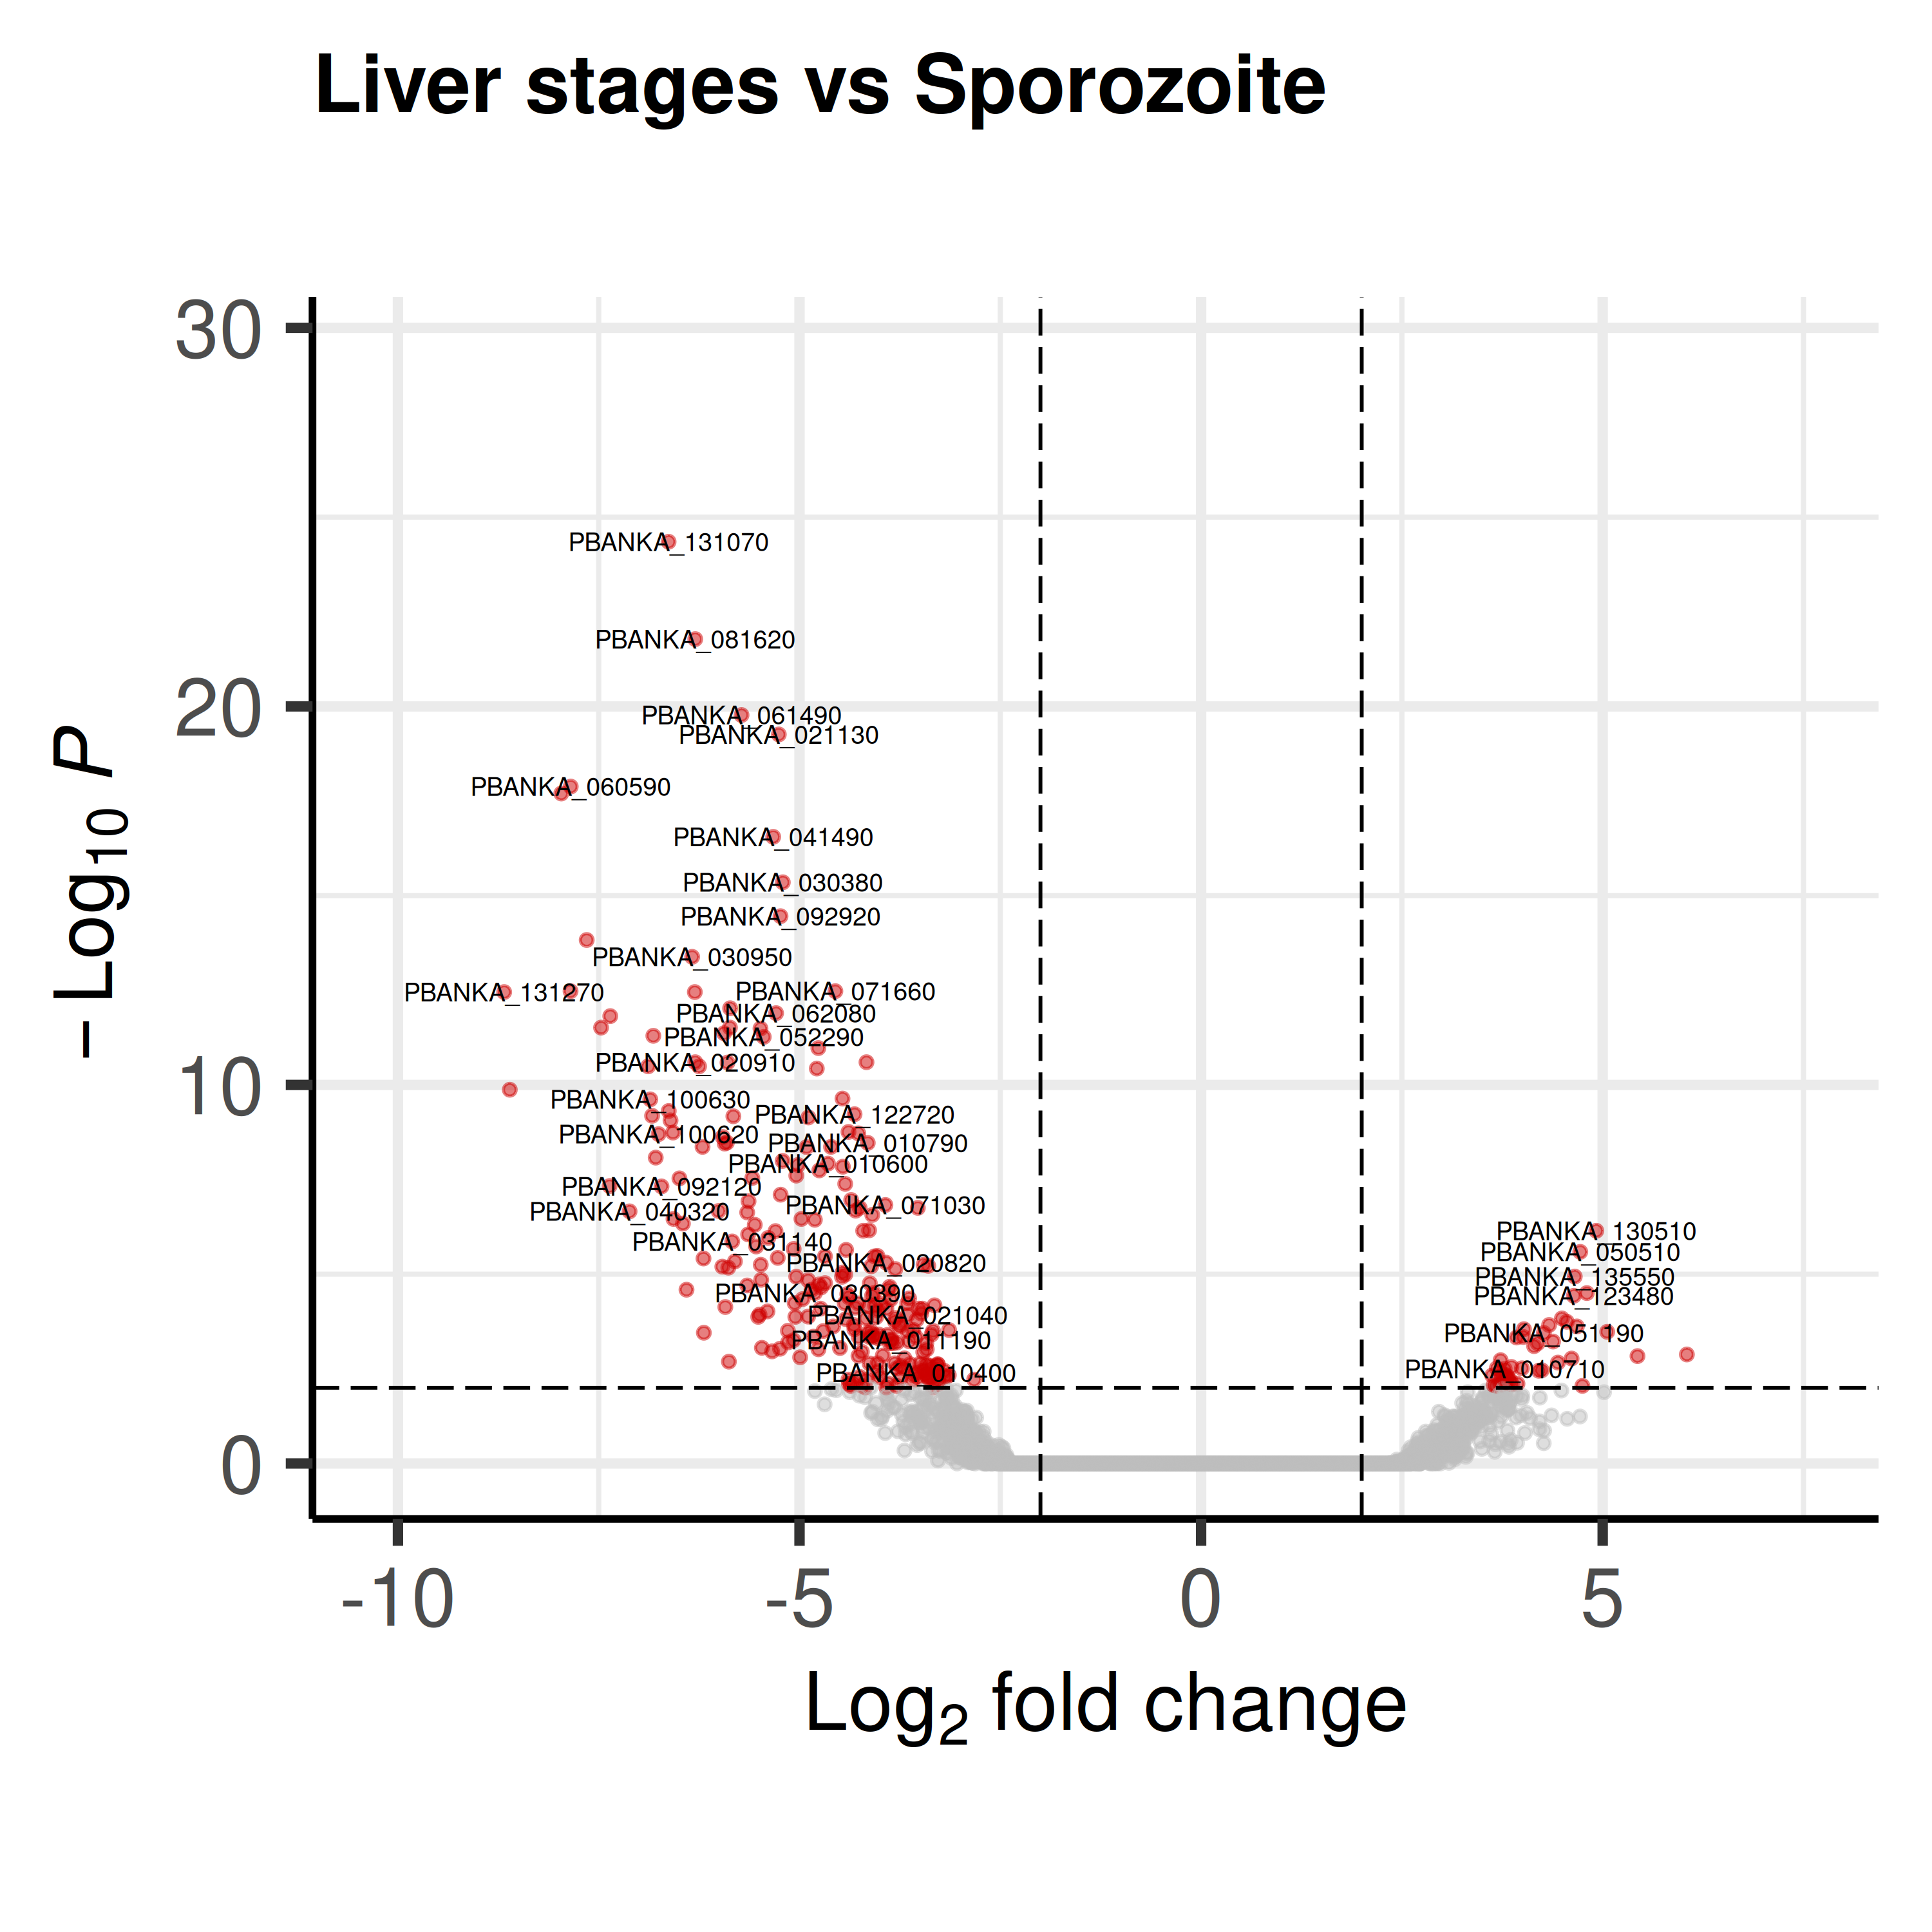 Liver stages vs Sporozoite
30
20
10
0
− Log10 P
PBANKA_131070
PBANKA_081620
PBANKA_061490
PBANKA_021130
PBANKA_060590
PBANKA_041490
PBANKA_030380
PBANKA_092920
PBANKA_030950
PBANKA_131270
PBANKA_071660
PBANKA_062080
PBANKA_052290
PBANKA_020910
PBANKA_100630
PBANKA_122720
PBANKA_100620
PBANKA_010790
PBANKA_010600
PBANKA_092120
PBANKA_071030
PBANKA_040320
PBANKA_130510
PBANKA_031140
PBANKA_050510
PBANKA_020820
PBANKA_135550
PBANKA_030390
PBANKA_123480
PBANKA_021040
PBANKA_051190
PBANKA_011190
PBANKA_010710
PBANKA_010400
-10
-5
0
5
Log2 fold change